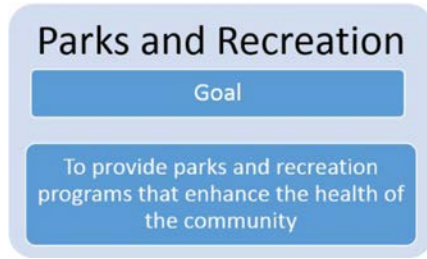 Parks and Recreation
Goal
To provide parks and recreation
programs that enhance the health of
the community